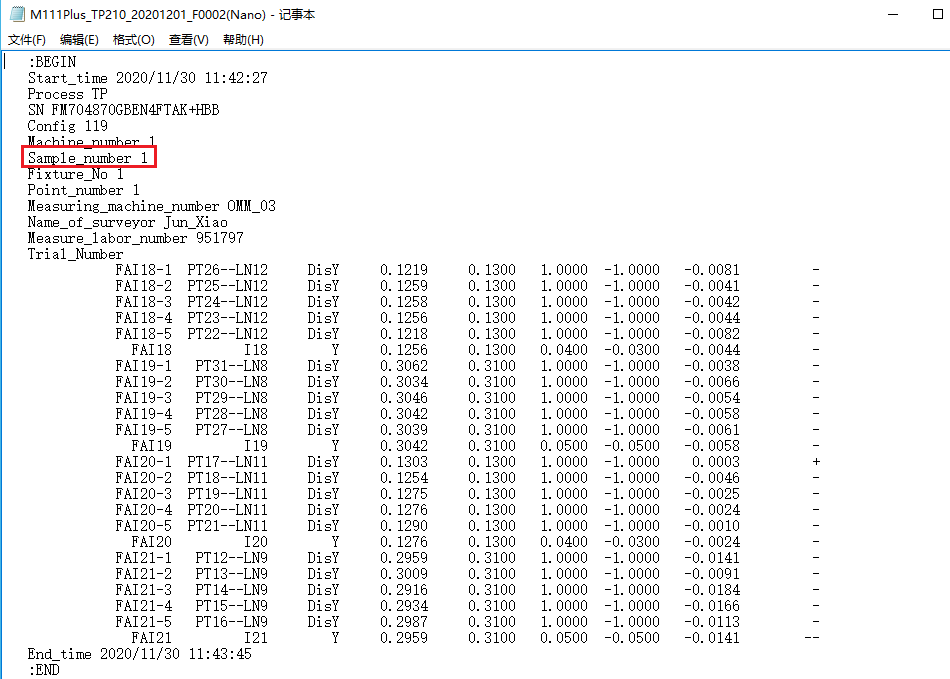 M111Plus_TP210_20201201_F0002(Nano) - 记事本
文件(F) 编辑(E) 格式(O) 查看(V) 帮助(H)
:BEGIN
Start_time 2020/11/30 11:42:27
Process TP
SN FM704870GBEN4FTAK+HBB
Config 119
Machine_number 1
Sample_number 1
Fixture_No 1
Point_number 1
Measuring_machine_number OMM_03
Name_of_surveyor Jun_Xiao
Measure_labor_number 951797
Trial_Number
FAI18-1 PT26--LN12 DisY 0.1219 0.1300 1.0000 -1.0000 -0.0081 -
FAI18-2 PT25--LN12 DisY 0.1259 0.1300 1.0000 -1.0000 -0.0041 -
FAI18-3 PT24--LN12 DisY 0.1258 0.1300 1.0000 -1.0000 -0.0042 -
FAI18-4 PT23--LN12 DisY 0.1256 0.1300 1.0000 -1.0000 -0.0044 -
FAI18-5 PT22--LN12 DisY 0.1218 0.1300 1.0000 -1.0000 -0.0082 -
FAI18 I18 Y 0.1256 0.1300 0.0400 -0.0300 -0.0044 -
FAI19-1 PT31--LN8 DisY 0.3062 0.3100 1.0000 -1.0000 -0.0038 -
FAI19-2 PT30--LN8 DisY 0.3034 0.3100 1.0000 -1.0000 -0.0066 -
FAI19-3 PT29--LN8 DisY 0.3046 0.3100 1.0000 -1.0000 -0.0054 -
FAI19-4 PT28--LN8 DisY 0.3042 0.3100 1.0000 -1.0000 -0.0058 -
FAI19-5 PT27--LN8 DisY 0.3039 0.3100 1.0000 -1.0000 -0.0061 -
FAI19 I19 Y 0.3042 0.3100 0.0500 -0.0500 -0.0058 -
FAI20-1 PT17--LN11 DisY 0.1303 0.1300 1.0000 -1.0000 0.0003 +
FAI20-2 PT18--LN11 DisY 0.1254 0.1300 1.0000 -1.0000 -0.0046 -
FAI20-3 PT19--LN11 DisY 0.1275 0.1300 1.0000 -1.0000 -0.0025 -
FAI20-4 PT20--LN11 DisY 0.1276 0.1300 1.0000 -1.0000 -0.0024 -
FAI20-5 PT21--LN11 DisY 0.1290 0.1300 1.0000 -1.0000 -0.0010 -
FAI20 I20 Y 0.1276 0.1300 0.0400 -0.0300 -0.0024 -
FAI21-1 PT12--LN9 DisY 0.2959 0.3100 1.0000 -1.0000 -0.0141 -
FAI21-2 PT13--LN9 DisY 0.3009 0.3100 1.0000 -1.0000 -0.0091 -
FAI21-3 PT14--LN9 DisY 0.2916 0.3100 1.0000 -1.0000 -0.0184 -
FAI21-4 PT15--LN9 DisY 0.2934 0.3100 1.0000 -1.0000 -0.0166 -
FAI21-5 PT16--LN9 DisY 0.2987 0.3100 1.0000 -1.0000 -0.0113 -
FAI21 I21 Y 0.2959 0.3100 0.0500 -0.0500 -0.0141 --
End_time 2020/11/30 11:43:45
:END